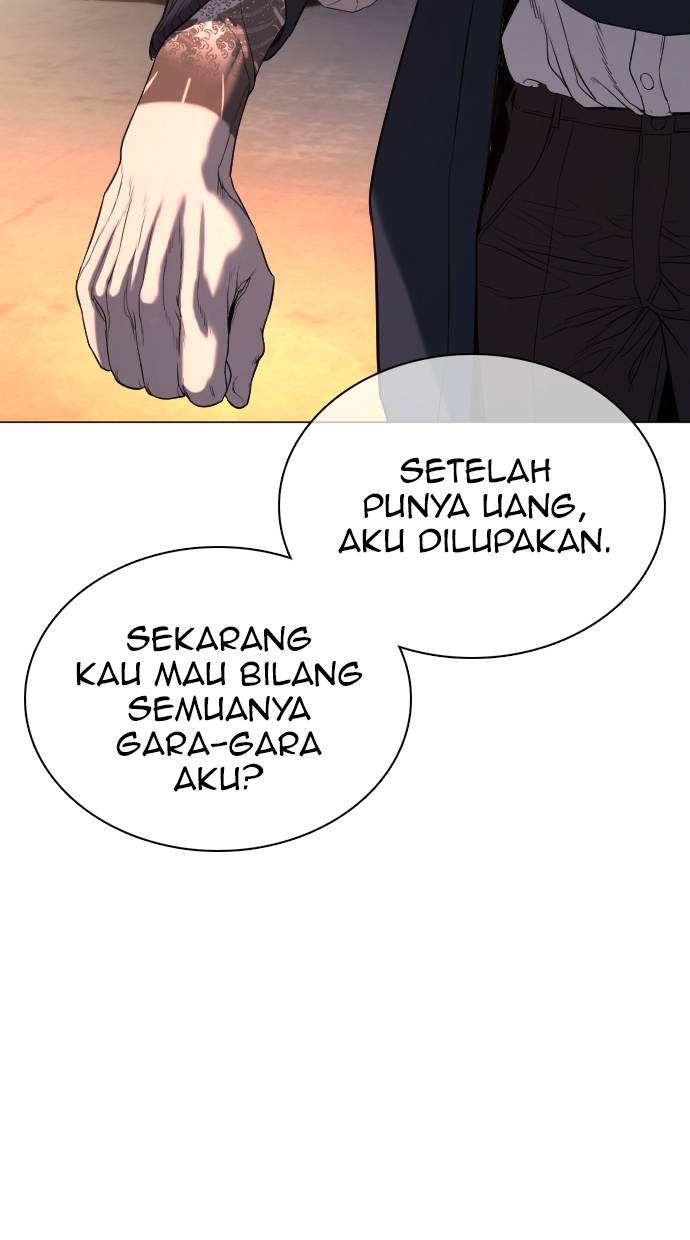 SETELAH
PUNYA UANG,
AKU DILUPAKAN.
SEKARANG
KAU MAU BILANG
SEMUANYA
GARA-GARA
AKU?